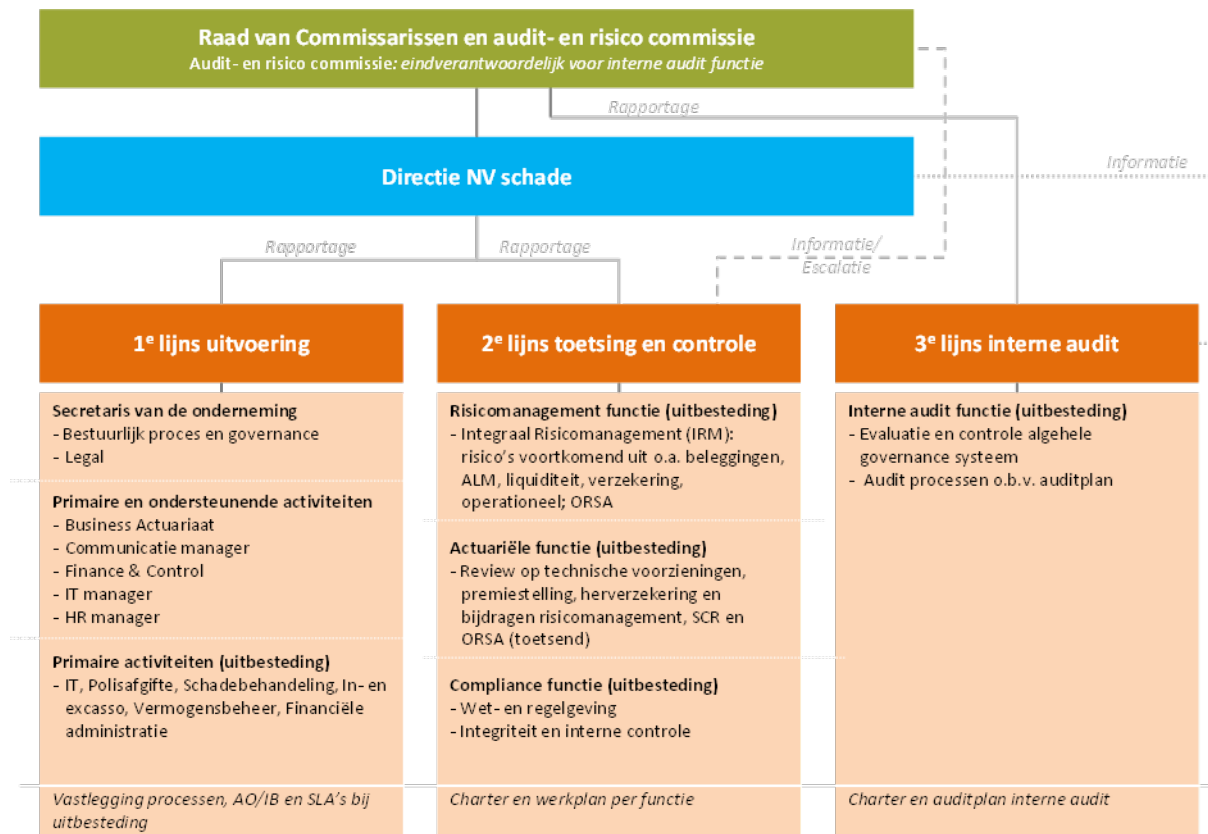 Raad van Commissarissen en audit- en risico commissie
Audit- en risico commissie: eindverantwoordelijk voor interne audit functie
Rapportage
Directie NV schade
Informatie
Rapportage
Rapportage
Informatie/
Escalatie
1e lijns uitvoering
2e lijns toetsing en controle
3e lijns interne audit
Secretaris van de onderneming
- Bestuurlijk proces en governance
- Legal
Primaire en ondersteunende activiteiten
- Business Actuariaat
- Communicatie manager
- Finance & Control
- IT manager
- HR manager
Primaire activiteiten (uitbesteding)
- IT, Polisafgifte, Schadebehandeling, In- en
excasso, Vermogensbeheer, Financiële
administratie
Vastlegging processen, AO/IB en SLA's bij
uitbesteding
Risicomanagement functie (uitbesteding)
- Integraal Risicomanagement (IRM):
risico's voortkomend uit o.a. beleggingen,
ALM, liquiditeit, verzekering,
operationeel; ORSA
Actuariële functie (uitbesteding)
- Review op technische voorzieningen,
premiestelling, herverzekering en
bijdragen risicomanagement, SCR en
ORSA (toetsend)
Compliance functie (uitbesteding)
- Wet- en regelgeving
- Integriteit en interne controle
Charter en werkplan per functie
Interne audit functie (uitbesteding)
- Evaluatie en controle algehele
governance systeem
- Audit processen o.b.v. auditplan
Charter en auditplan interne audit